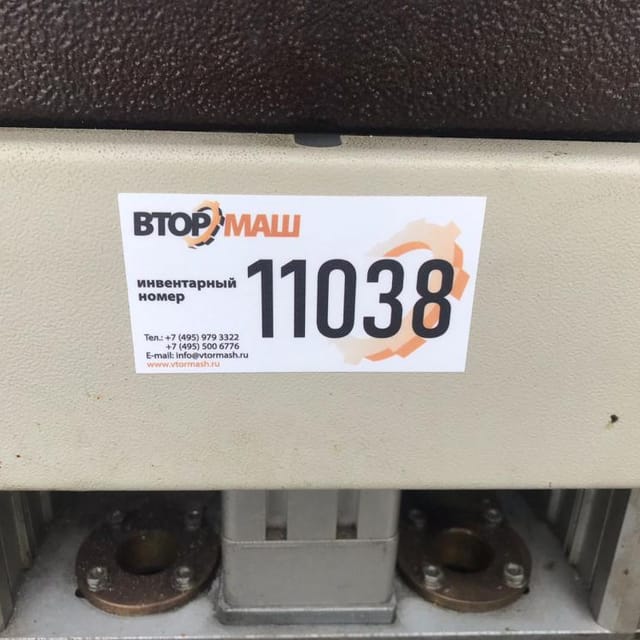 ВТОРМАШ
инвентарный
номер
11038
Тел.: +7 (495) 979 3322
+7 (495) 500 6776
E-mail: info@vtormash.ru
www.vtormash.ru